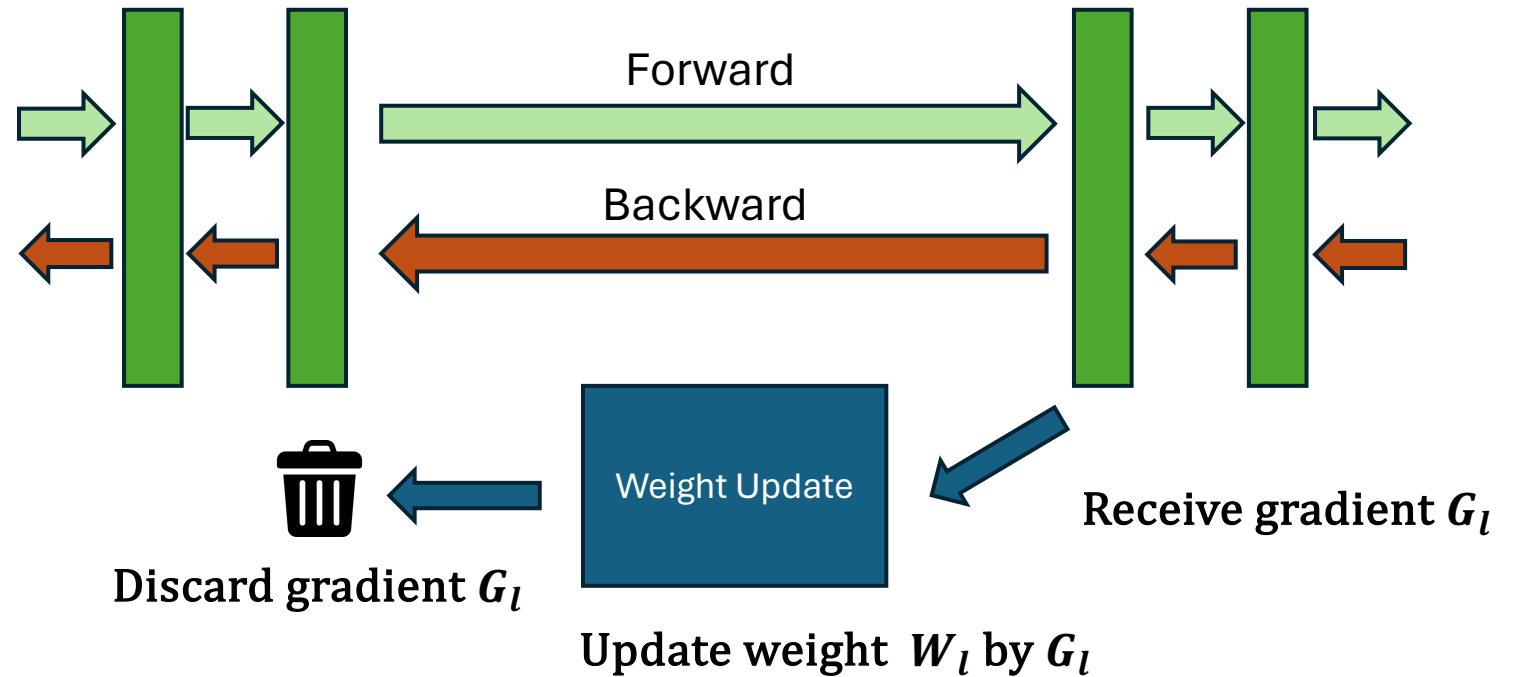 Forward
Backward
Weight Update
Receive gradient G_l
Discard gradient G_l
Update weight W_l by G_l